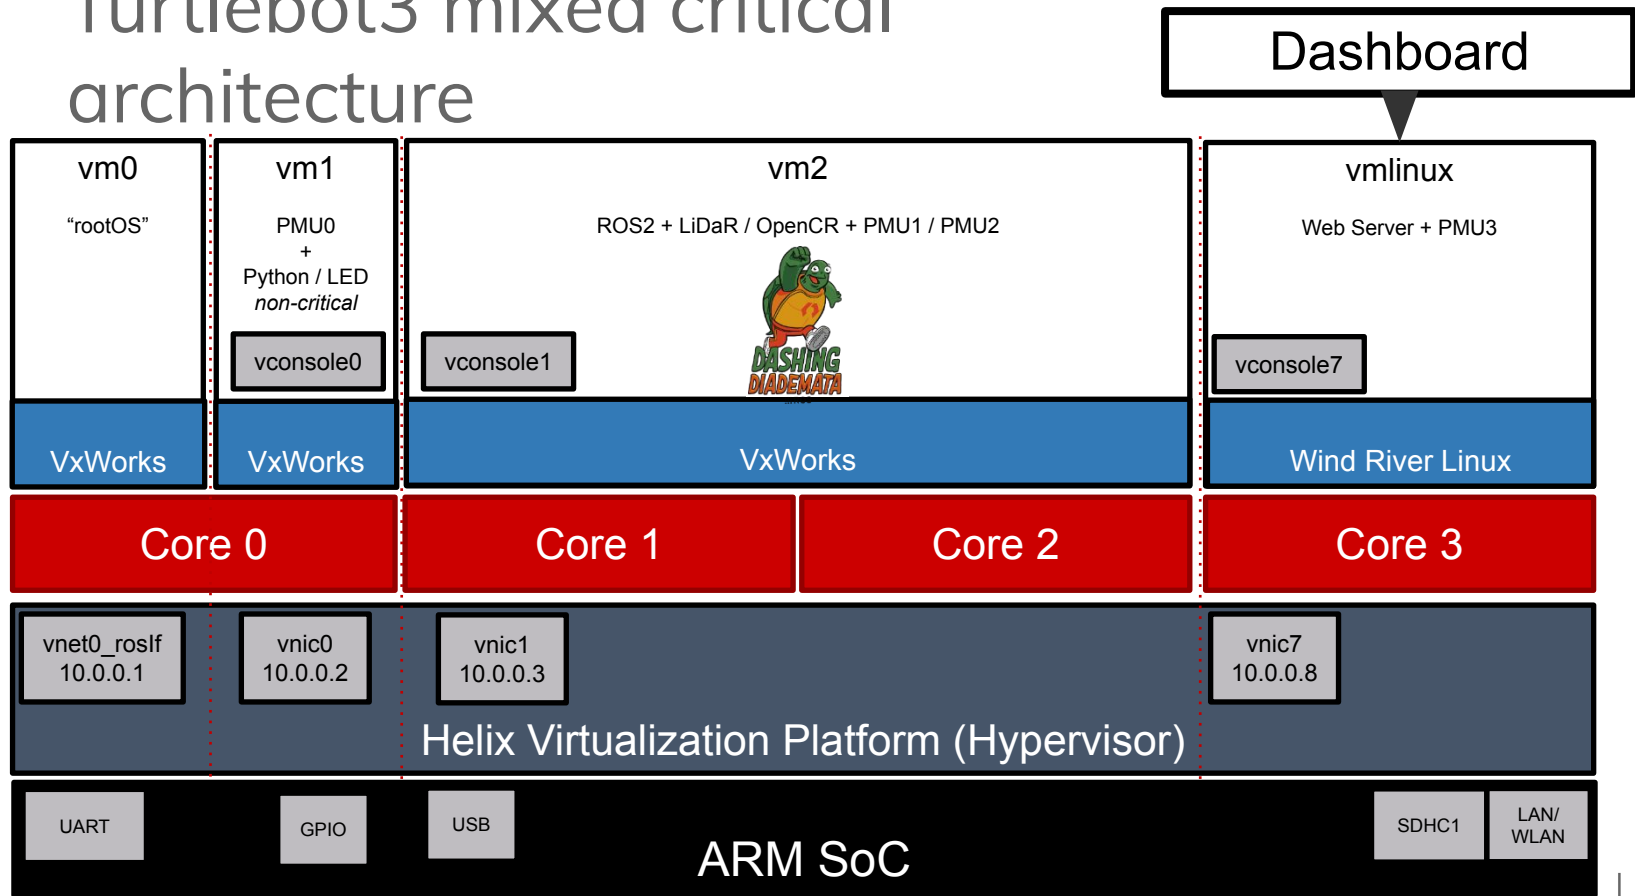 Turtlebot3 mixed critical
architecture
Dashboard
vm0
“rootOS”
vm1
PMU0
+
Python / LED
non-critical
vconsole0
vm2
ROS2 + LiDaR / OpenCR + PMU1 / PMU2
DASHING
DIADEMATA
vconsole1
vmlinux
Web Server + PMU3
vconsole7
VxWorks
VxWorks
VxWorks
Wind River Linux
Core 0
Core 1
Core 2
Core 3
vnet0_rosIf
10.0.0.1
vnic0
10.0.0.2
vnic1
10.0.0.3
vnic7
10.0.0.8
Helix Virtualization Platform (Hypervisor)
UART
GPIO
USB
SDHC1
LAN/
WLAN
ARM SoC